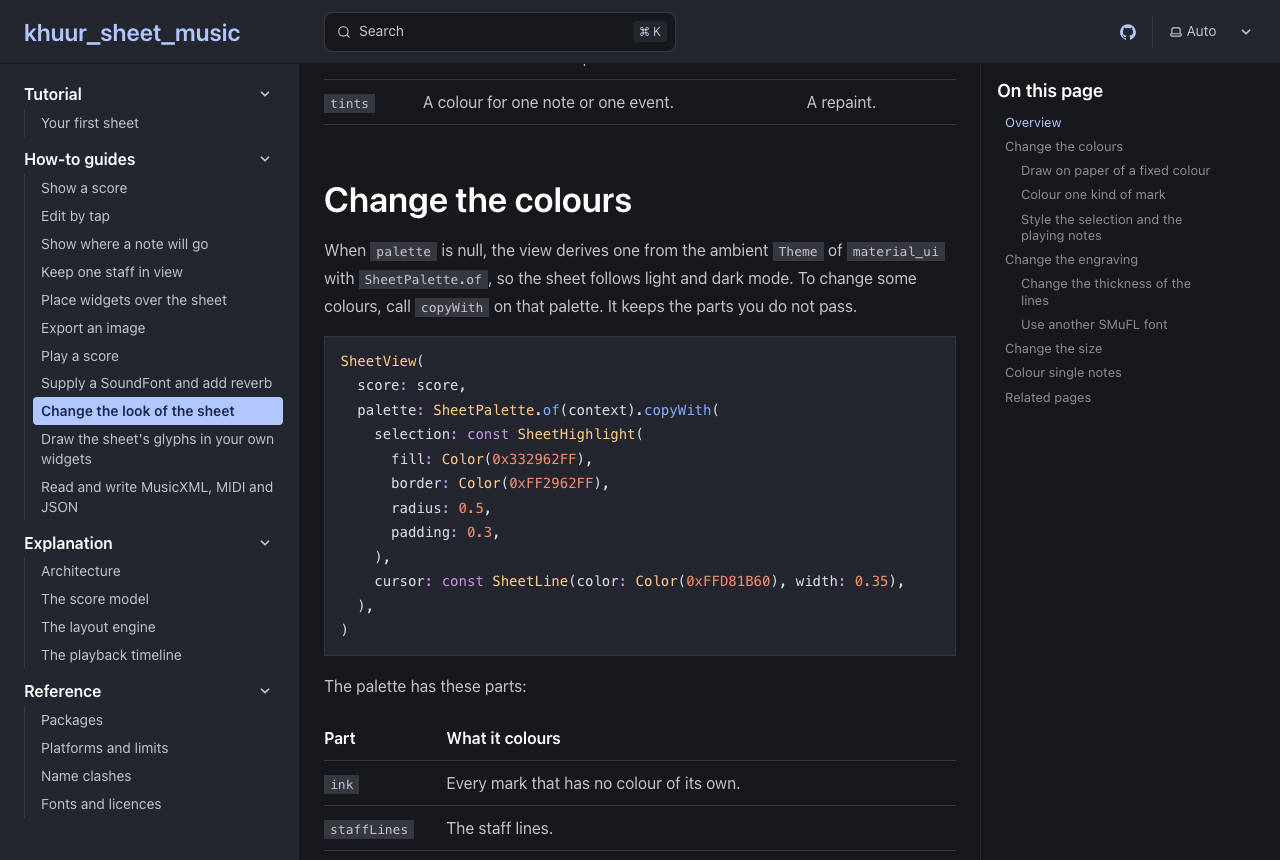 khuur_sheet_music
Search
⌘ K
Auto
Tutorial
Your first sheet
How-to guides
Show a score
Edit by tap
Show where a note will go
Keep one staff in view
Place widgets over the sheet
Export an image
Play a score
Supply a SoundFont and add reverb
Change the look of the sheet
Draw the sheet's glyphs in your own
widgets
Read and write MusicXML, MIDI and
JSON
Explanation
Architecture
The score model
The layout engine
The playback timeline
Reference
Packages
Platforms and limits
Name clashes
Fonts and licences
tints A colour for one note or one event. A repaint.
Change the colours
When palette is null, the view derives one from the ambient Theme of material_ui
with SheetPalette.of, so the sheet follows light and dark mode. To change some
colours, call copyWith on that palette. It keeps the parts you do not pass.
SheetView(
  score: score,
  palette: SheetPalette.of(context).copyWith(
    selection: const SheetHighlight(
      fill: Color(0x332962FF),
      border: Color(0xFF2962FF),
      radius: 0.5,
      padding: 0.3,
    ),
    cursor: const SheetLine(color: Color(0xFFD81B60), width: 0.35),
  ),
)
The palette has these parts:
Part What it colours
ink Every mark that has no colour of its own.
staffLines The staff lines.
On this page
Overview
Change the colours
Draw on paper of a fixed colour
Colour one kind of mark
Style the selection and the
playing notes
Change the engraving
Change the thickness of the
lines
Use another SMuFL font
Change the size
Colour single notes
Related pages